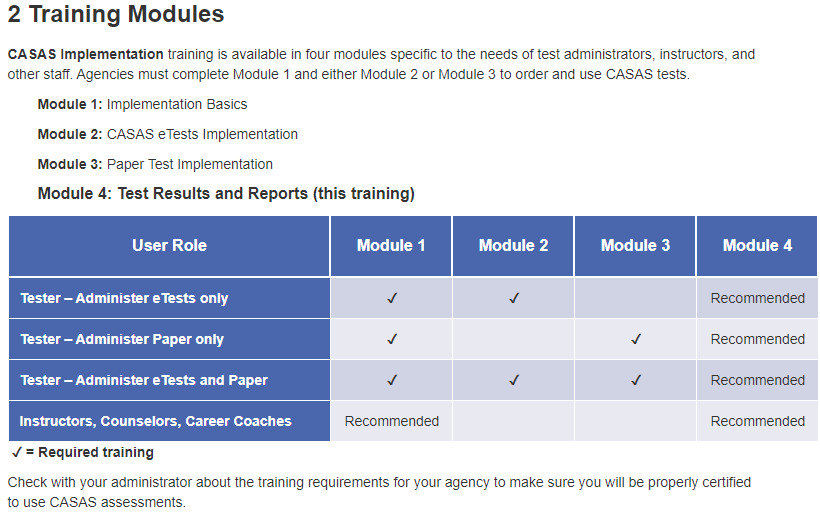 2 Training Modules
CASAS Implementation training is available in four modules specific to the needs of test administrators, instructors, and
other staff. Agencies must complete Module 1 and either Module 2 or Module 3 to order and use CASAS tests.
Module 1: Implementation Basics
Module 2: CASAS eTests Implementation
Module 3: Paper Test Implementation
Module 4: Test Results and Reports (this training)
User Role Module 1 Module 2 Module 3 Module 4
Tester – Administer eTests only ✓ ✓ Recommended
Tester – Administer Paper only ✓ ✓ Recommended
Tester – Administer eTests and Paper ✓ ✓ ✓ Recommended
Instructors, Counselors, Career Coaches Recommended Recommended
✓ = Required training
Check with your administrator about the training requirements for your agency to make sure you will be properly certified
to use CASAS assessments.